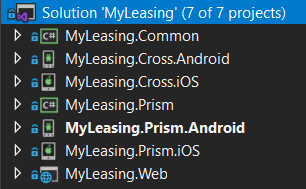 Solution 'MyLeasing' (7 of 7 projects)
MyLeasing.Common
MyLeasing.Cross.Android
MyLeasing.Cross.iOS
MyLeasing.Prism
MyLeasing.Prism.Android
MyLeasing.Prism.iOS
MyLeasing.Web